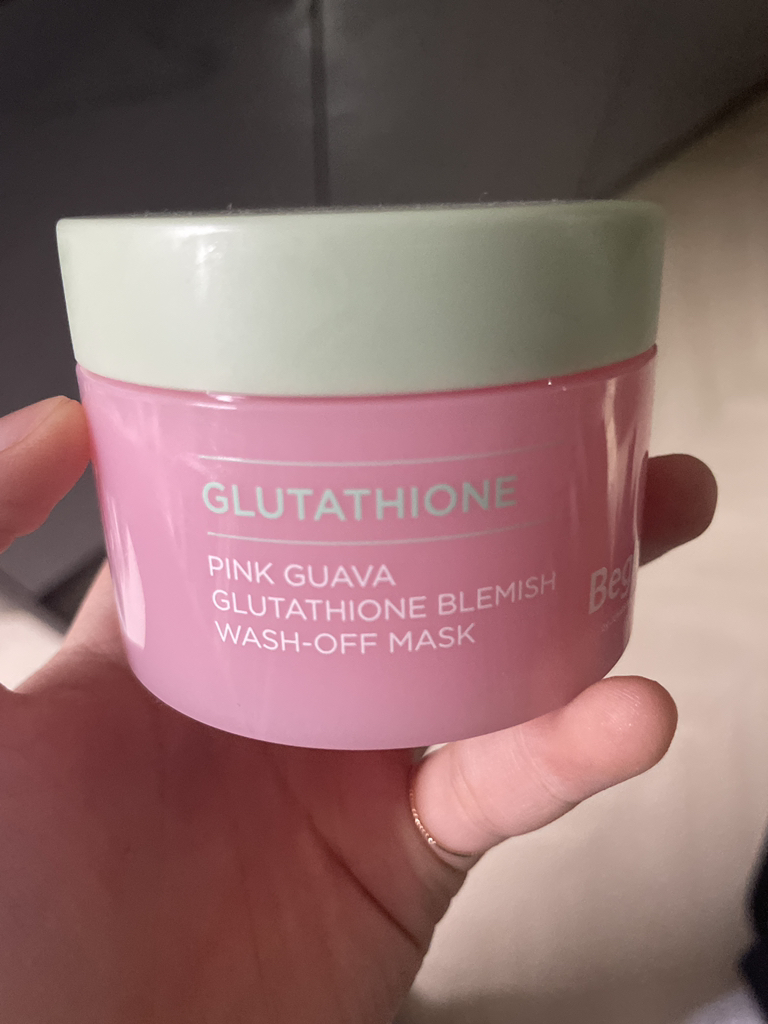 GLUTATHIONE
PINK GUAVA
GLUTATHIONE BLEMISH
WASH-OFF MASK